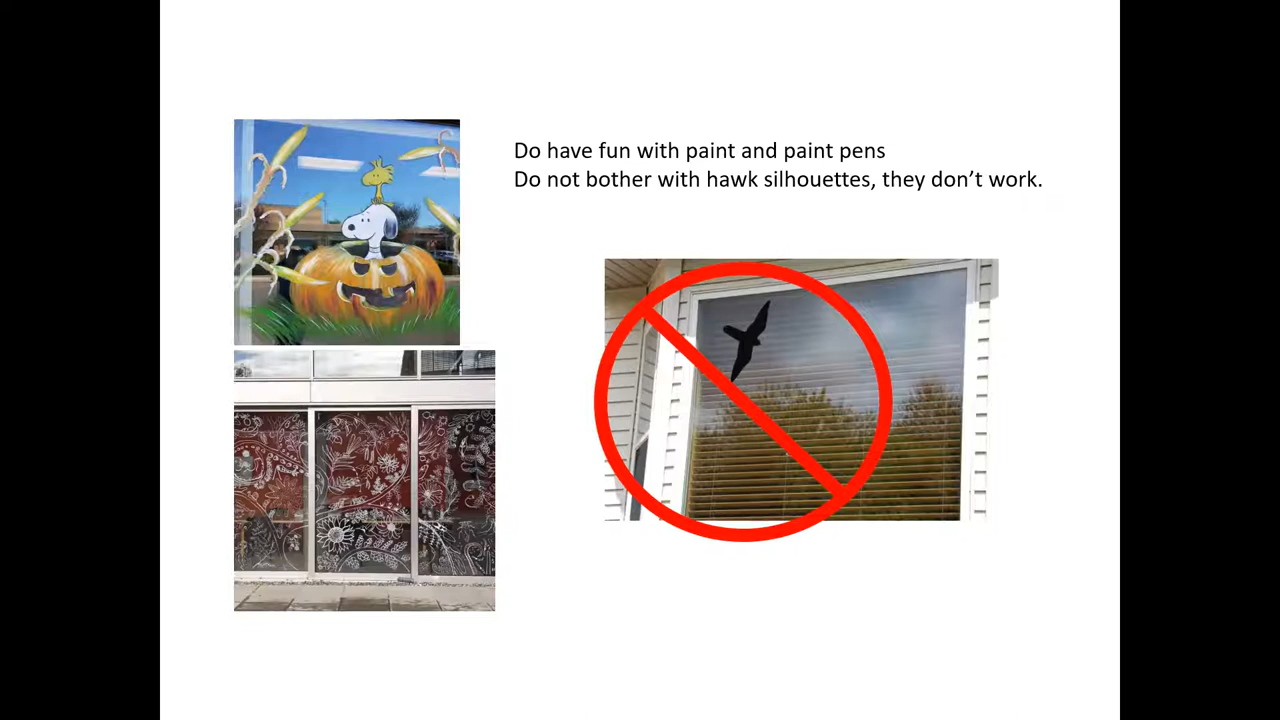 Do have fun with paint and paint pens
Do not bother with hawk silhouettes, they don’t work.